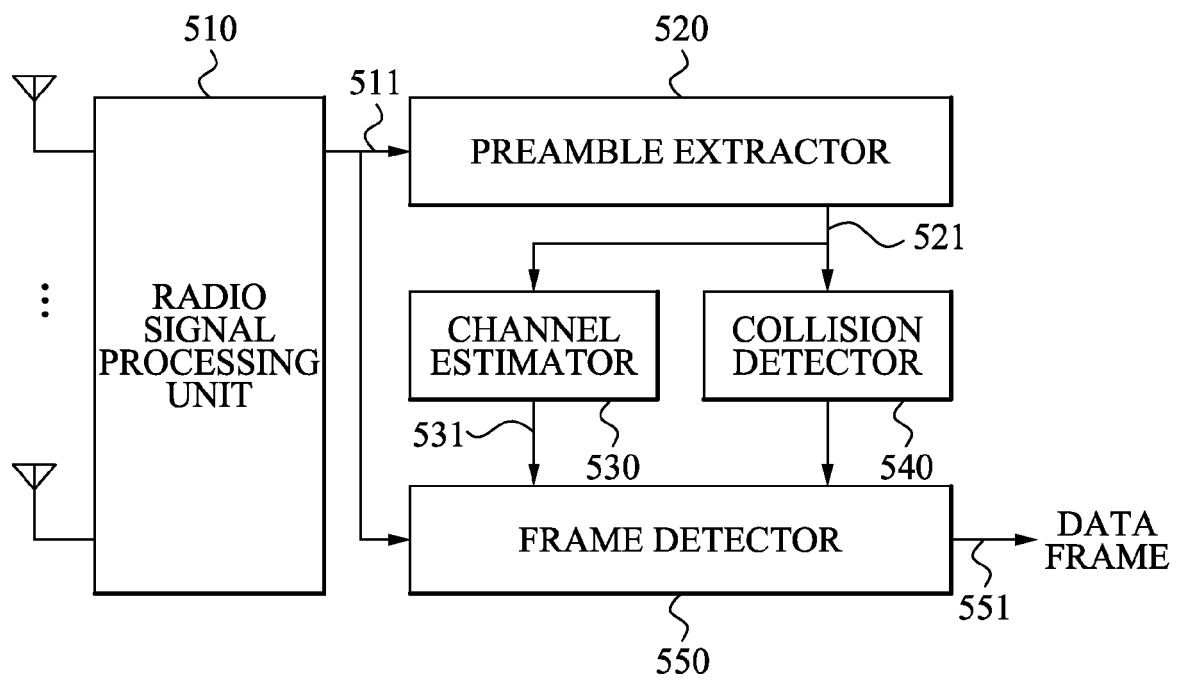 510
520
511
PREAMBLE EXTRACTOR
521
RADIO
SIGNAL
PROCESSING
UNIT
CHANNEL
ESTIMATOR
COLLISION
DETECTOR
531
530
540
FRAME DETECTOR
DATA
FRAME
551
550